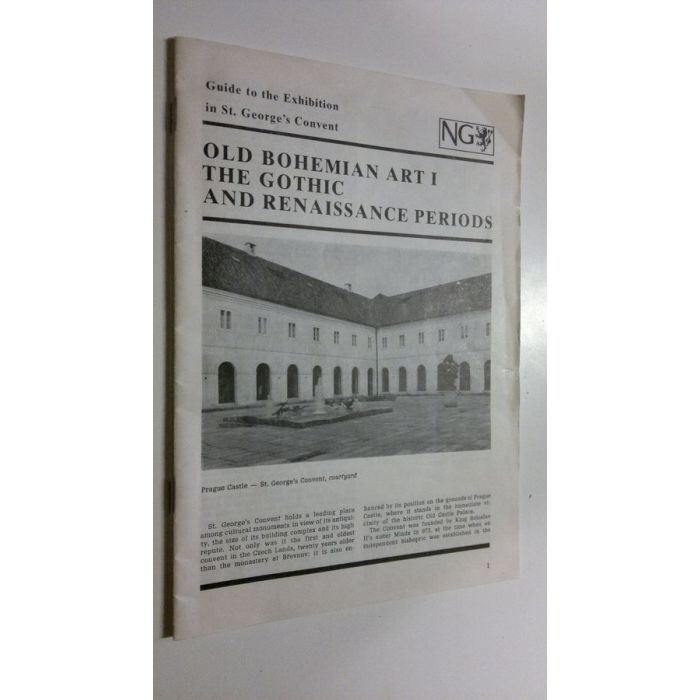 Guide to the Exhibition
in St. George's Convent
NG
OLD BOHEMIAN ART I
THE GOTHIC
AND RENAISSANCE PERIODS
Prague Castle — St. George's Convent, courtyard
St. George's Convent holds a leading place
among cultural monuments in view of its antiqui-
ty, the size of its building complex and its high
repute. Not only was it the first and oldest
convent in the Czech Lands, twenty years older
than the monastery at Břevnov; it is also en-
hanced by its position on the grounds of Prague
Castle, where it stands in the immediate vi-
cinity of the historic Old Castle Palace.
The Convent was founded by King Boleslav
II's sister Mlada in 973, at the time when an
independent bishopric was established in the
1